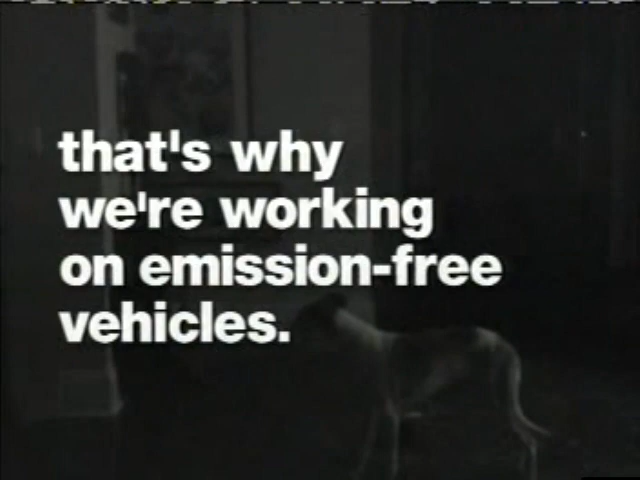 that's why
we're working
on emission-free
vehicles.